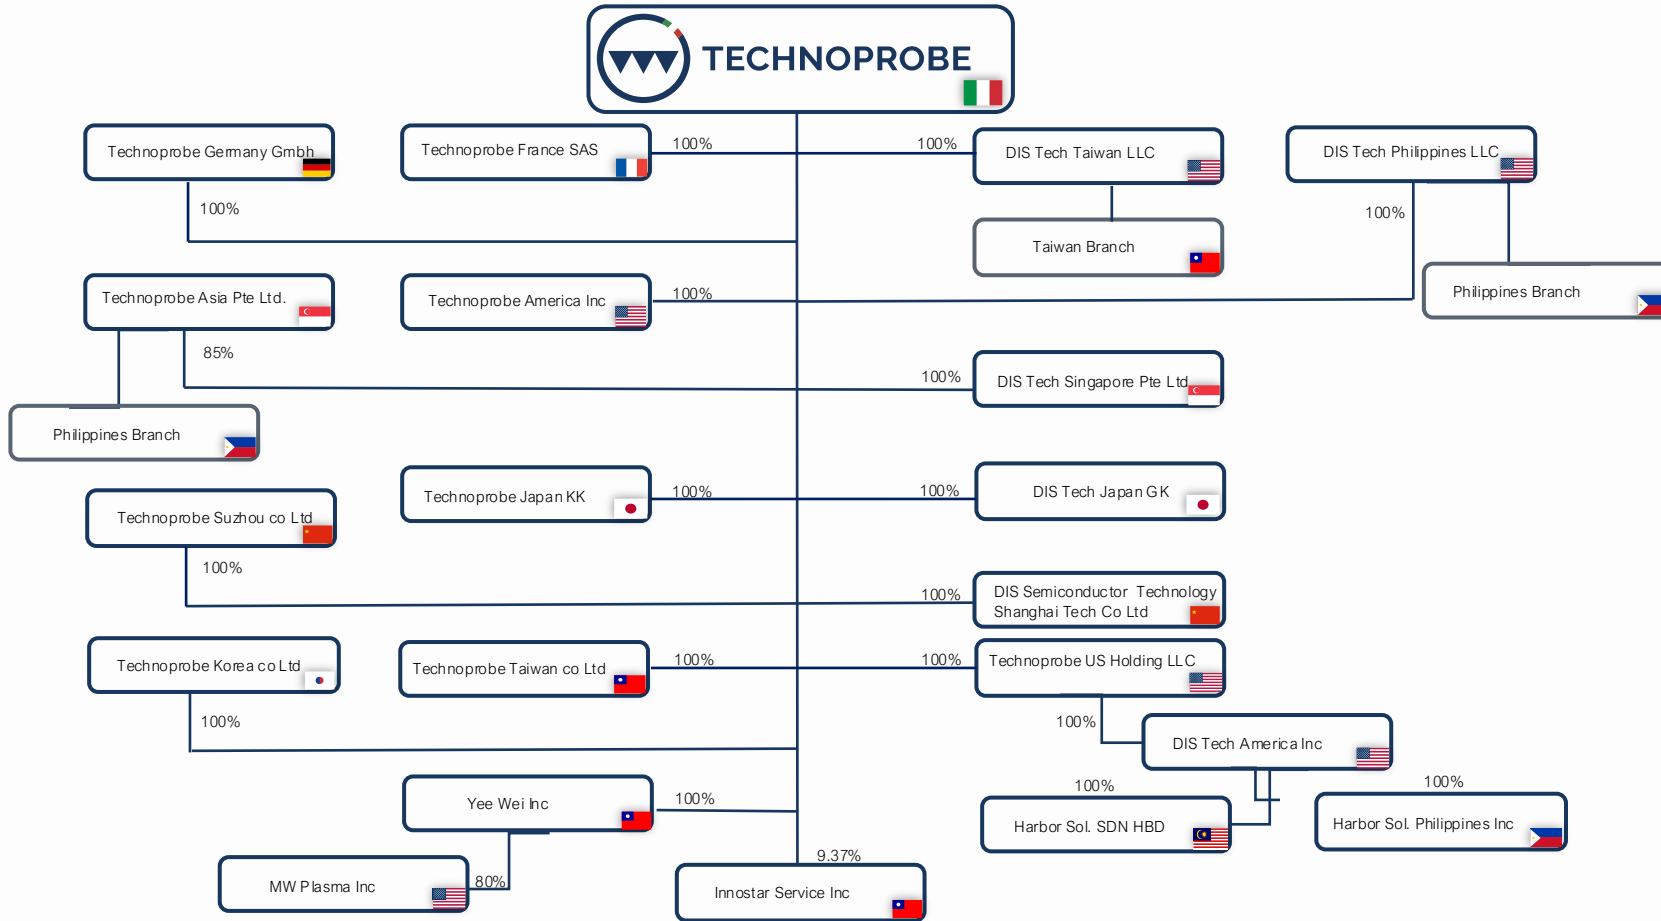 TECHNOPROBE
Technoprobe Germany Gmbh
Technoprobe France SAS
100%
100%
DIS Tech Taiwan LLC
DIS Tech Philippines LLC
100%
100%
Taiwan Branch
Technoprobe Asia Pte Ltd.
Technoprobe America Inc
100%
Philippines Branch
85%
100%
DIS Tech Singapore Pte Ltd
Philippines Branch
Technoprobe Japan KK
100%
100%
DIS Tech Japan GK
Technoprobe Suzhou co Ltd
100%
100%
DIS Semiconductor Technology
Shanghai Tech Co Ltd
Technoprobe Korea co Ltd
Technoprobe Taiwan co Ltd
100%
100%
Technoprobe US Holding LLC
100%
100%
DIS Tech America Inc
Yee Wei Inc
100%
100%
100%
Harbor Sol. SDN HBD
Harbor Sol. Philippines Inc
9.37%
MW Plasma Inc
80%
Innostar Service Inc